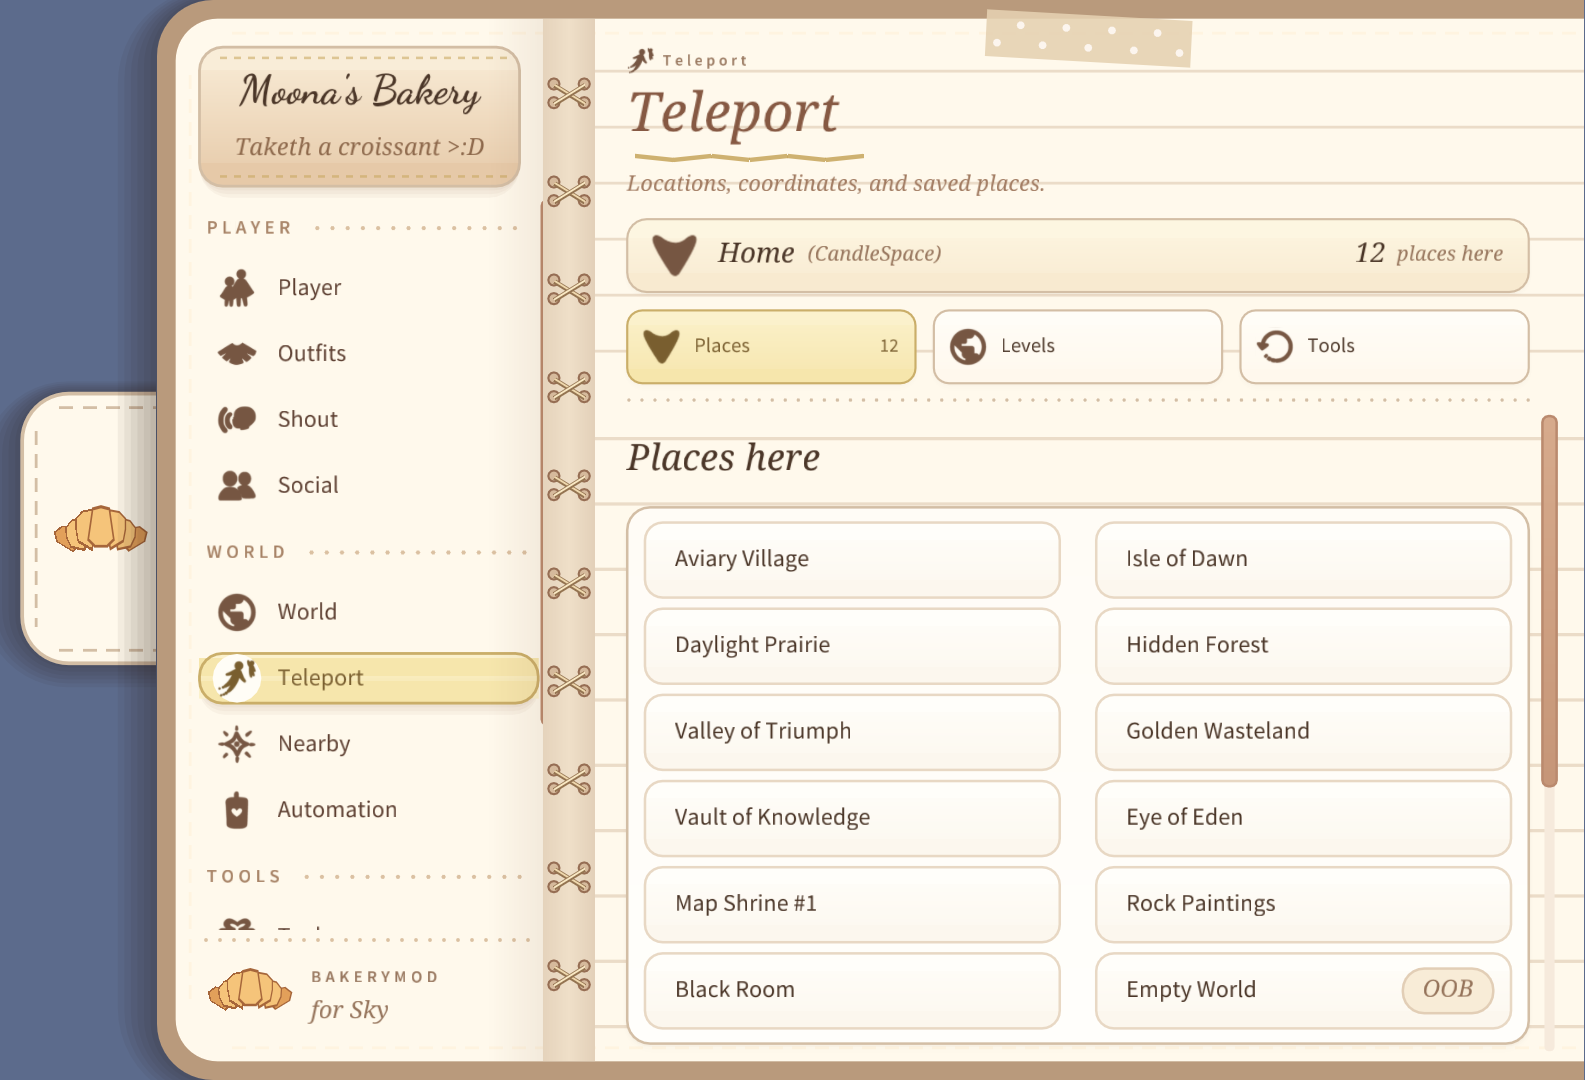 Moona's Bakery
Taketh a croissant >:D
PLAYER
Player
Outfits
Shout
Social
WORLD
World
Teleport
Nearby
Automation
TOOLS
BAKERYMOD
for Sky
Teleport
Teleport
Locations, coordinates, and saved places.
Home (CandleSpace) 12 places here
Places 12 Levels Tools
Places here
Aviary Village Isle of Dawn
Daylight Prairie Hidden Forest
Valley of Triumph Golden Wasteland
Vault of Knowledge Eye of Eden
Map Shrine #1 Rock Paintings
Black Room Empty World OOB